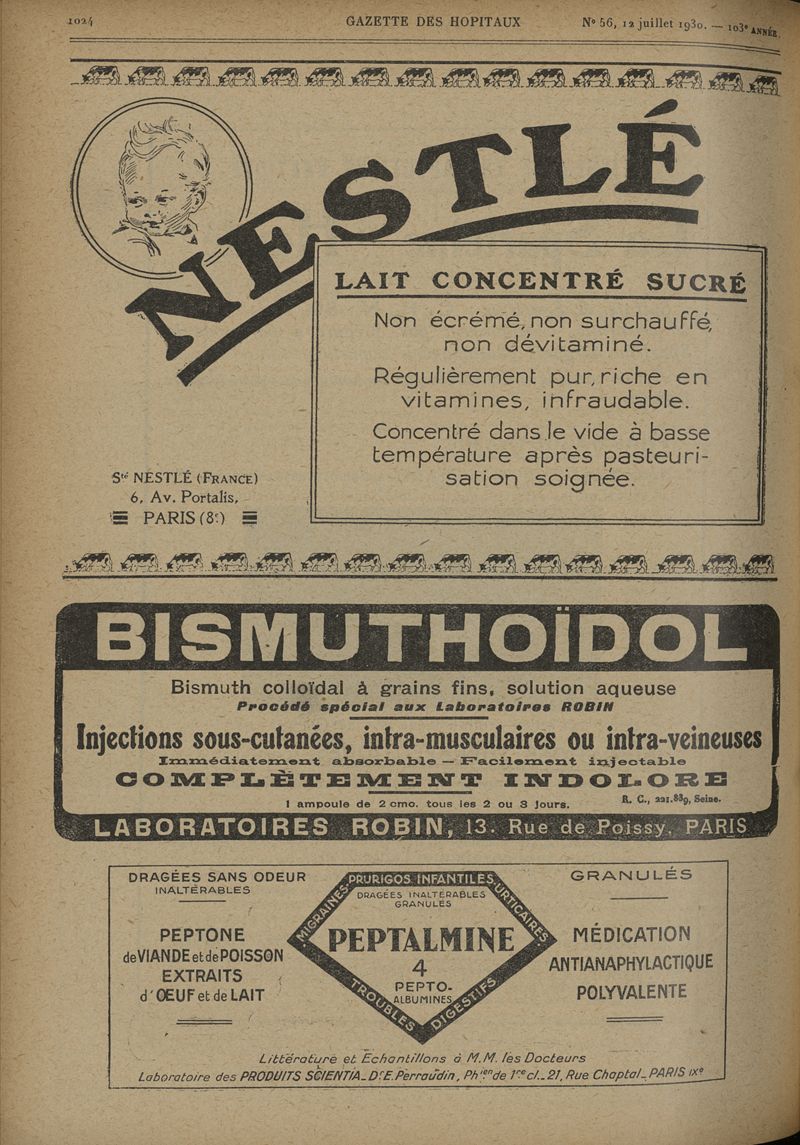 1024
GAZETTE DES HOPITAUX
Nº 56, 12 juillet 1930. — 103e ANNÉE.
NESTLÉ
LAIT CONCENTRÉ SUCRÉ
Non écrémé, non surchauffé,
non dévitaminé.
Régulièrement pur, riche en
vitamines, infraudable.
Concentré dans le vide à basse
température après pasteuri-
sation soignée.
Sté NESTLÉ (FRANCE)
6, Av. Portalis,
PARIS (8e)
BISMUTHOÏDOL
Bismuth colloïdal à grains fins, solution aqueuse
Procédé spécial aux Laboratoires ROBIN
Injections sous-cutanées, intra-musculaires ou intra-veineuses
Immédiatement absorbable — Facilement injectable
COMPLÈTEMENT INDOLORE
1 ampoule de 2 cmc. tous les 2 ou 3 jours.
R. C., 221.839, Seine.
LABORATOIRES ROBIN, 13. Rue de Poissy, PARIS
DRAGÉES SANS ODEUR
INALTÉRABLES
PEPTONE
de VIANDE et de POISSON
EXTRAITS
d'OEUF et de LAIT
PRURIGOS INFANTILES
MIGRAINES
URTICAIRES
DRAGÉES INALTÉRABLES
GRANULÉS
PEPTALMINE
4
PEPTO-
ALBUMINES
TROUBLES
DIGESTIFS
GRANULÉS
MÉDICATION
ANTIANAPHYLACTIQUE
POLYVALENTE
Littérature et Échantillons à M.M. les Docteurs
Laboratoire des PRODUITS SCIENTIA_Dr E. Perraudin, Ph'ien de 1re cl._21, Rue Chaptal_PARIS IXe